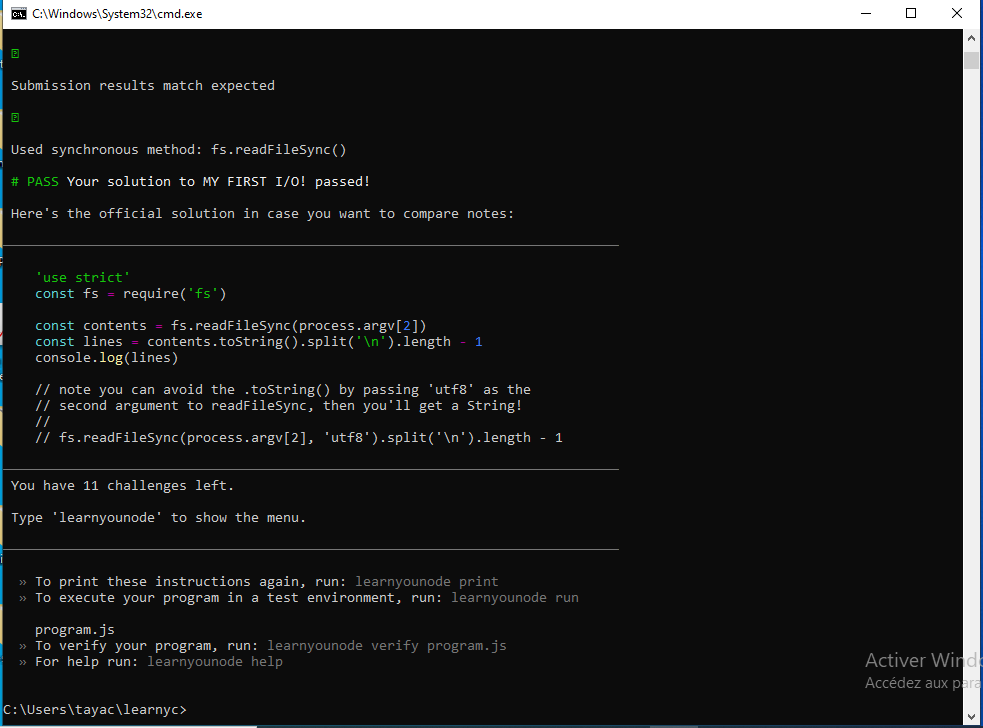 C:\Windows\System32\cmd.exe
Submission results match expected
Used synchronous method: fs.readFileSync()
# PASS Your solution to MY FIRST I/O! passed!
Here's the official solution in case you want to compare notes:
'use strict'
const fs = require('fs')
const contents = fs.readFileSync(process.argv[2])
const lines = contents.toString().split('\n').length - 1
console.log(lines)
// note you can avoid the .toString() by passing 'utf8' as the
// second argument to readFileSync, then you'll get a String!
//
// fs.readFileSync(process.argv[2], 'utf8').split('\n').length - 1
You have 11 challenges left.
Type 'learnyounode' to show the menu.
» To print these instructions again, run: learnyounode print
» To execute your program in a test environment, run: learnyounode run
program.js
» To verify your program, run: learnyounode verify program.js
» For help run: learnyounode help
Activer Windo
Accédez aux para
C:\Users\tayac\learnyc>